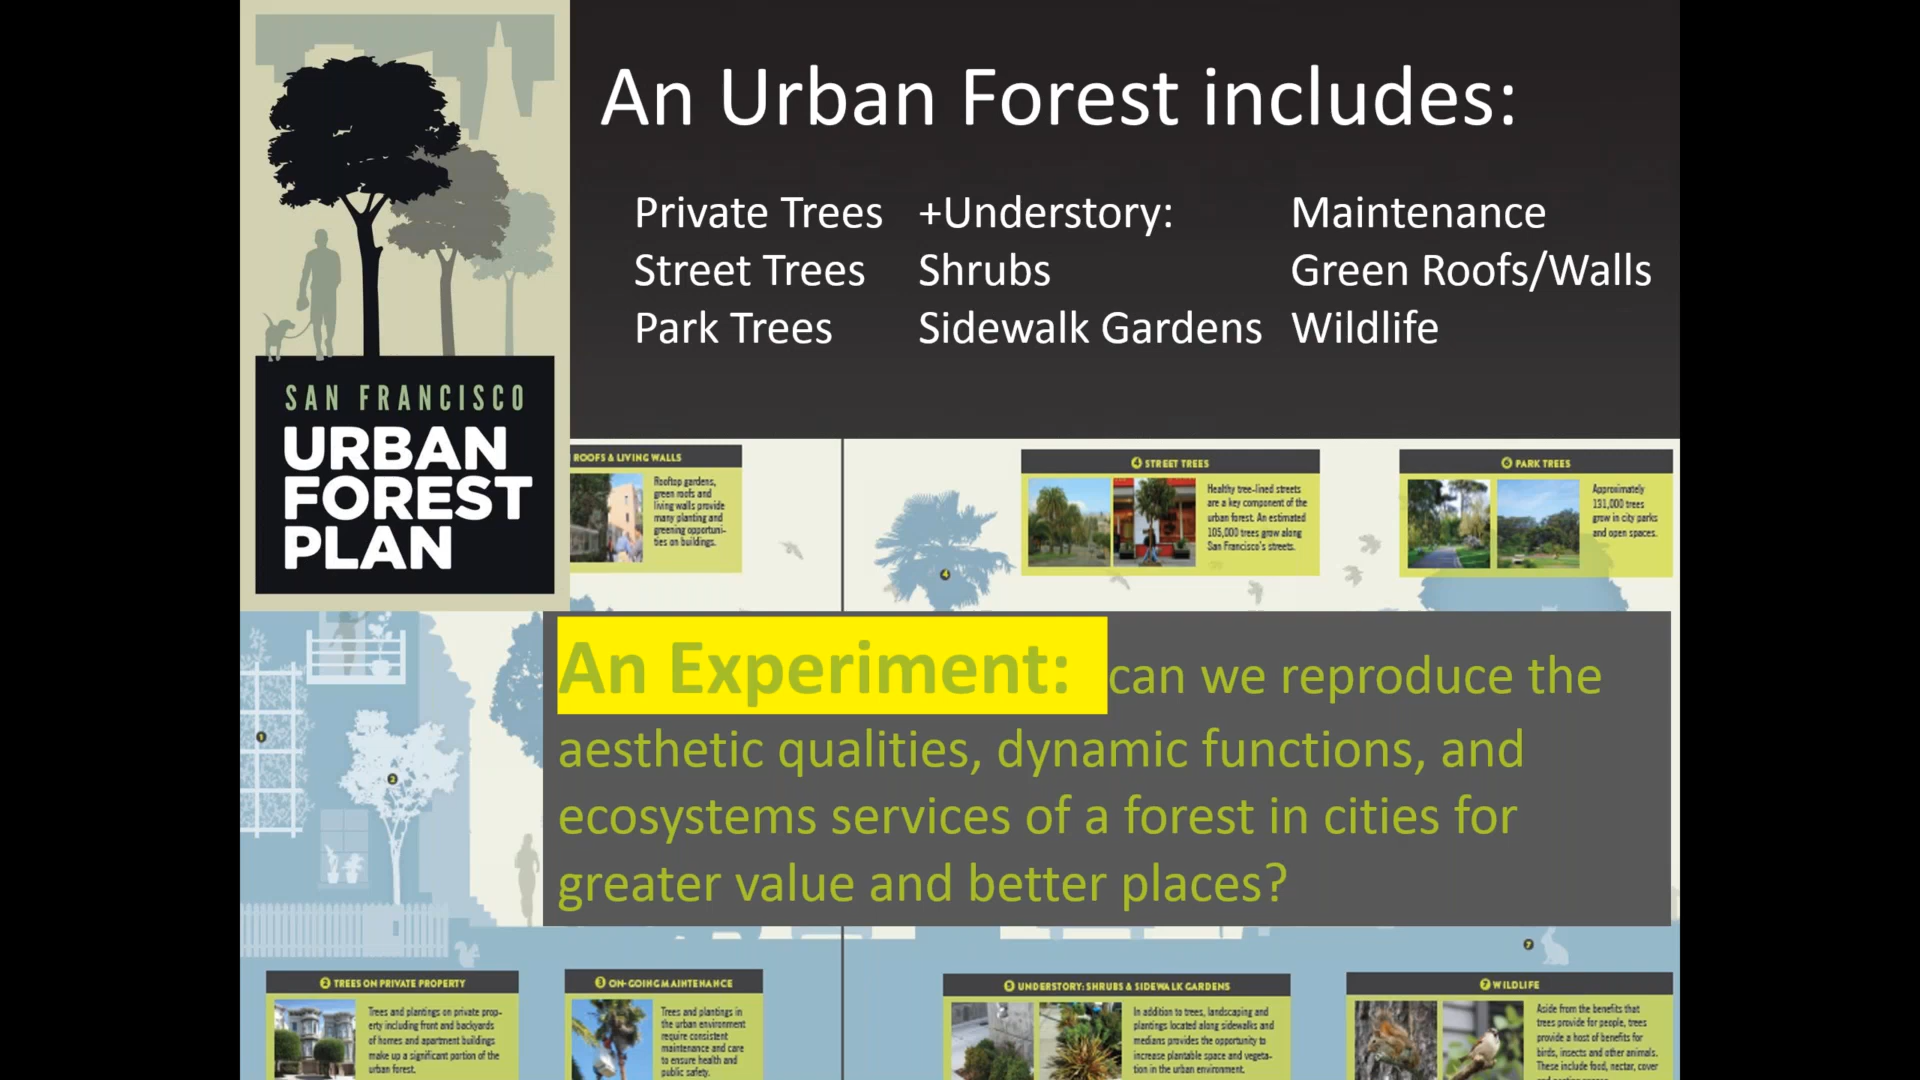 An Urban Forest includes:
Private Trees
Street Trees
Park Trees
+Understory:
Shrubs
Sidewalk Gardens
Maintenance
Green Roofs/Walls
Wildlife
SAN FRANCISCO
URBAN
FOREST
PLAN
ROOFS & LIVING WALLS
Rooftop gardens,
green roofs and
living walls provide
many planting and
greening opportuni-
ties on buildings.
4 STREET TREES
Healthy tree-lined streets
are a key component of the
urban forest. An estimated
105,000 trees grow along
San Francisco's streets.
6 PARK TREES
Approximately
131,000 trees
grow in city parks
and open spaces.
4
An Experiment: can we reproduce the
aesthetic qualities, dynamic functions, and
ecosystems services of a forest in cities for
greater value and better places?
1
2
7
2 TREES ON PRIVATE PROPERTY
Trees and plantings on private prop-
erty including front and backyards
of homes and apartment buildings
make up a significant portion of the
urban forest.
3 ON-GOING MAINTENANCE
Trees and plantings in
the urban environment
require consistent
maintenance and care
to ensure health and
public safety.
5 UNDERSTORY: SHRUBS & SIDEWALK GARDENS
In addition to trees, landscaping and
plantings located along sidewalks and
medians provides the opportunity to
increase plantable space and vegeta-
tion in the urban environment.
7 WILDLIFE
Aside from the benefits that
trees provide for people, trees
provide a host of benefits for
birds, insects and other animals.
These include food, nectar, cover